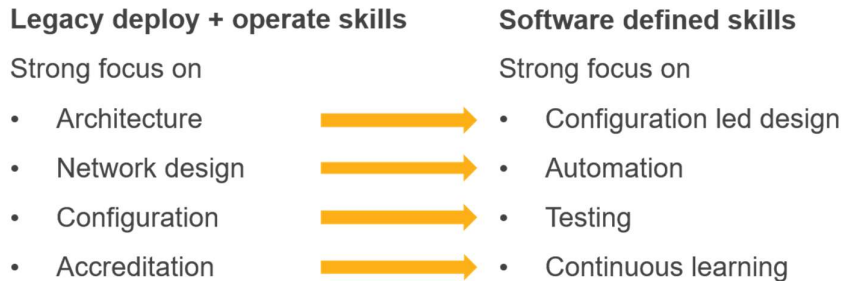 Legacy deploy + operate skills
Strong focus on
• Architecture
• Network design
• Configuration
• Accreditation
Software defined skills
Strong focus on
• Configuration led design
• Automation
• Testing
• Continuous learning